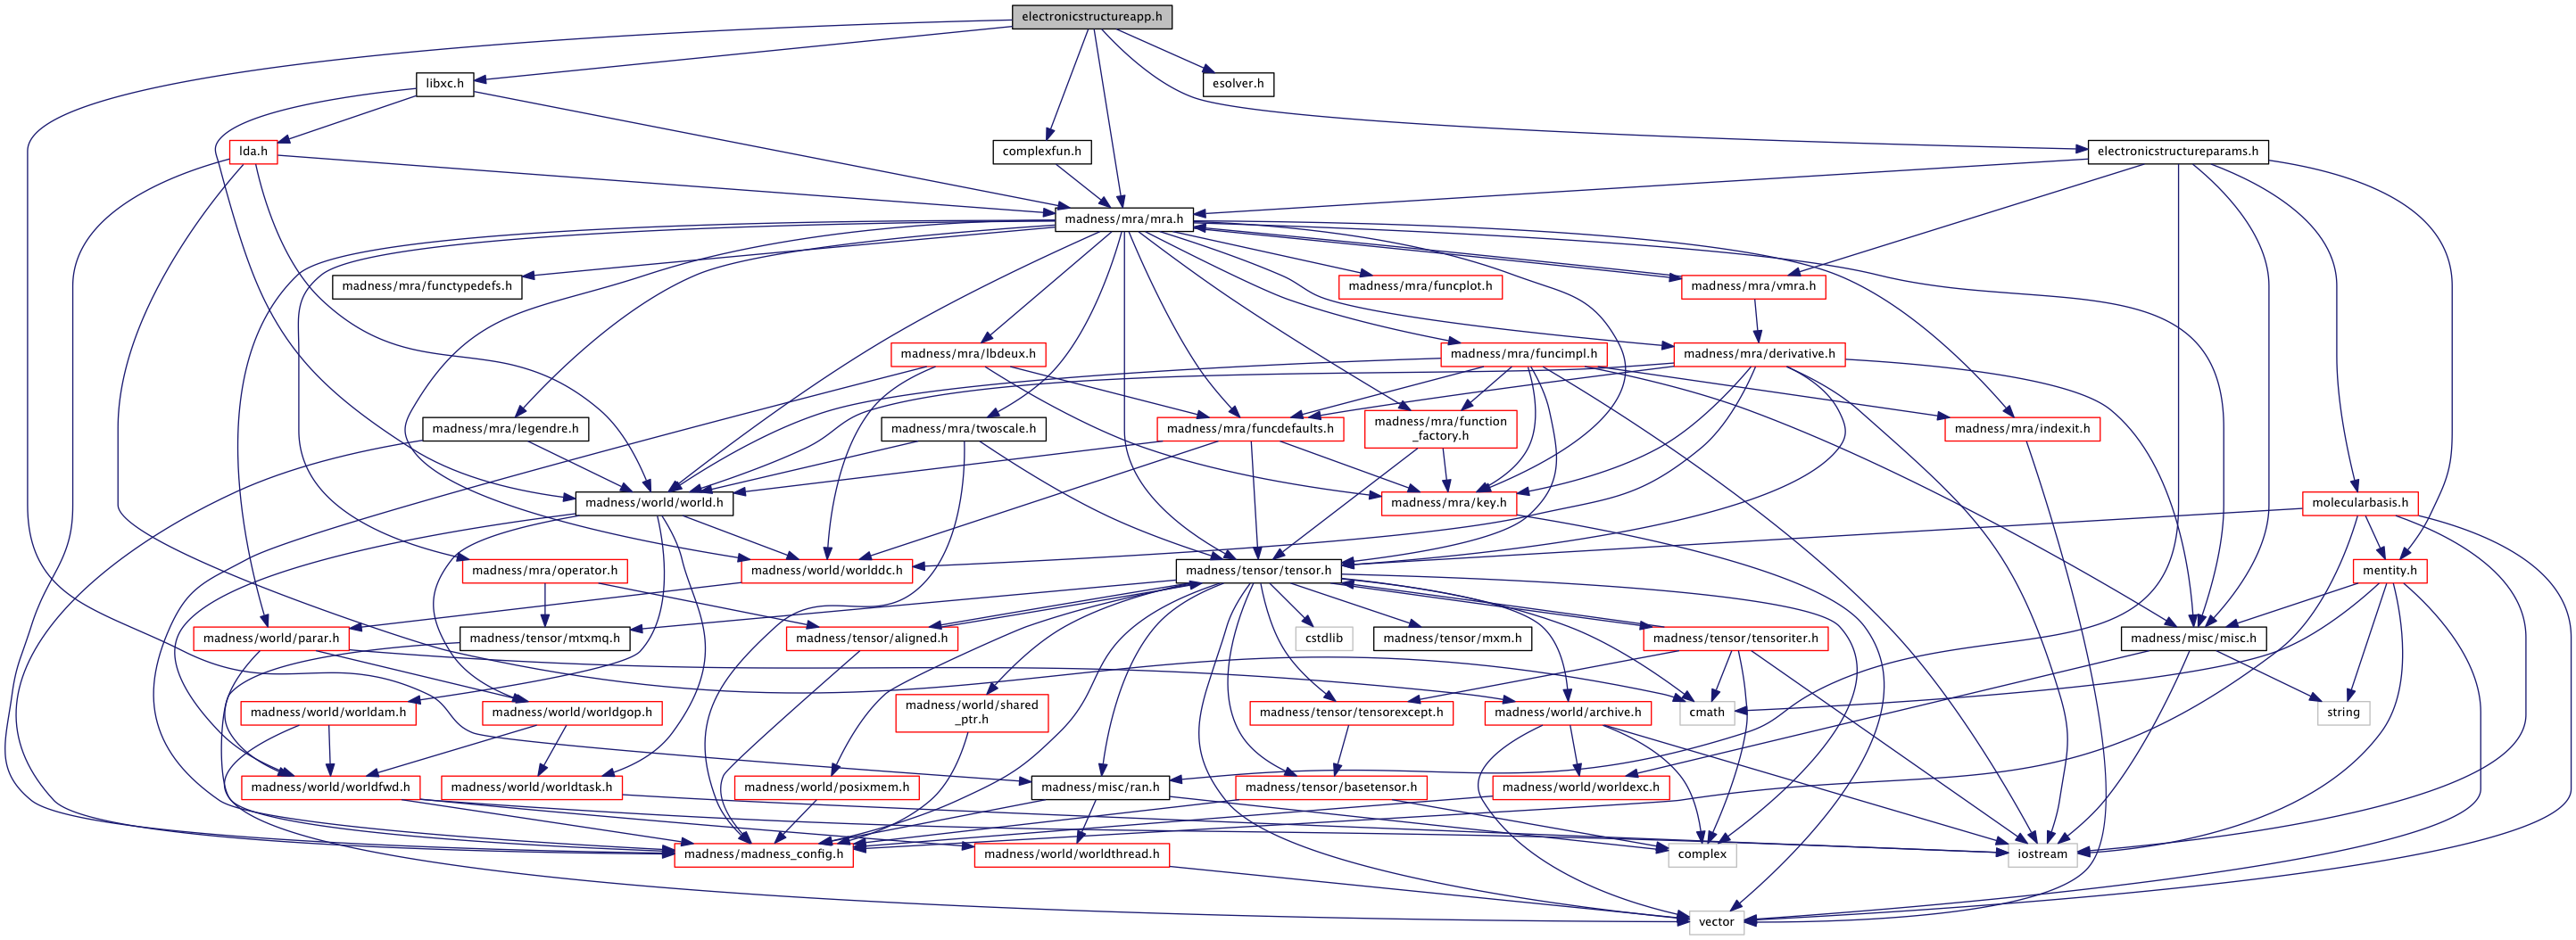 electronicstructureapp.h
libxc.h
esolver.h
lda.h
complexfun.h
electronicstructureparams.h
madness/mra/mra.h
madness/mra/functypedefs.h
madness/mra/funcplot.h
madness/mra/vmra.h
madness/mra/lbdeux.h
madness/mra/funcimpl.h
madness/mra/derivative.h
madness/mra/legendre.h
madness/mra/twoscale.h
madness/mra/funcdefaults.h
madness/mra/function
_factory.h
madness/mra/indexit.h
madness/world/world.h
madness/mra/key.h
molecularbasis.h
madness/mra/operator.h
madness/world/worlddc.h
madness/tensor/tensor.h
mentity.h
madness/world/parar.h
madness/tensor/mtxmq.h
madness/tensor/aligned.h
cstdlib
madness/tensor/mxm.h
madness/tensor/tensoriter.h
madness/misc/misc.h
madness/world/worldam.h
madness/world/worldgop.h
madness/world/shared
_ptr.h
madness/tensor/tensorexcept.h
madness/world/archive.h
cmath
string
madness/world/worldfwd.h
madness/world/worldtask.h
madness/world/posixmem.h
madness/misc/ran.h
madness/tensor/basetensor.h
madness/world/worldexc.h
madness/madness_config.h
madness/world/worldthread.h
complex
iostream
vector